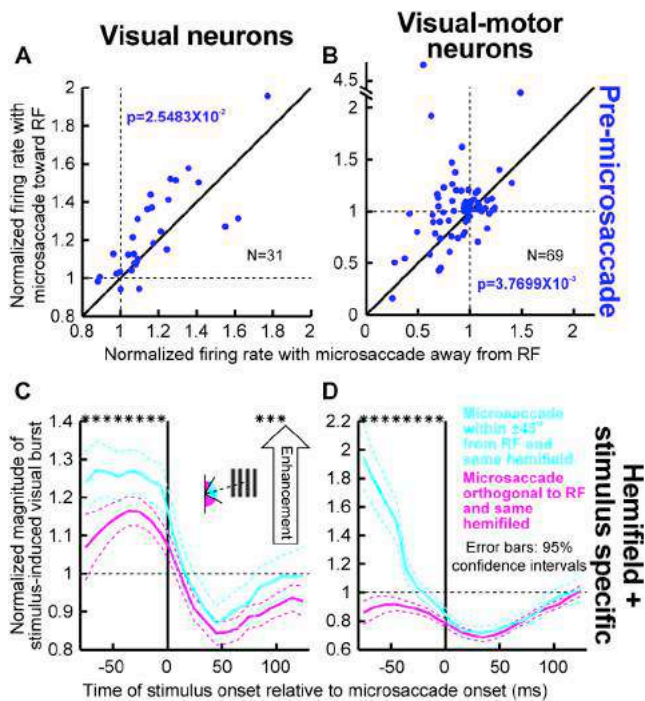 Visual neurons
Visual-motor
neurons
A
B
Normalized firing rate with
microsaccade toward RF
2
1.8
1.6
1.4
1.2
1
0.8
p=2.5483X10⁻²
N=31
0.8 1 1.2 1.4 1.6 1.8 2
4.5
2
1.5
1
0.5
0
N=69
p=3.7699X10⁻³
0 0.5 1 1.5 2
Pre-microsaccade
Normalized firing rate with microsaccade away from RF
C
D
Normalized magnitude of
stimulus-induced visual burst
1.4
1.3
1.2
1.1
1
0.9
0.8
********
***
Enhancement
-50 0 50 100
2.2
2
1.8
1.6
1.4
1.2
1
0.8
0.6
********
Microsaccade
within ±45°
from RF and
same hemifield
Microsaccade
orthogonal to RF
and same
hemifiled
Error bars: 95%
confidence intervals
-50 0 50 100
Hemifield +
stimulus specific
Time of stimulus onset relative to microsaccade onset (ms)